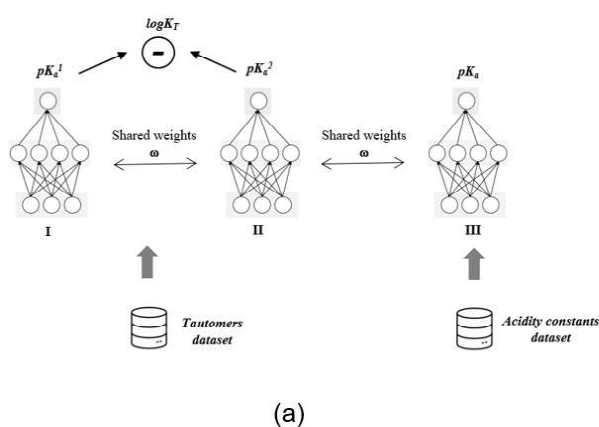 logK_T
pK_a^1
pK_a^2
pK_a
Shared weights
ω
Shared weights
ω
I
II
III
Tautomers
dataset
Acidity constants
dataset
(a)